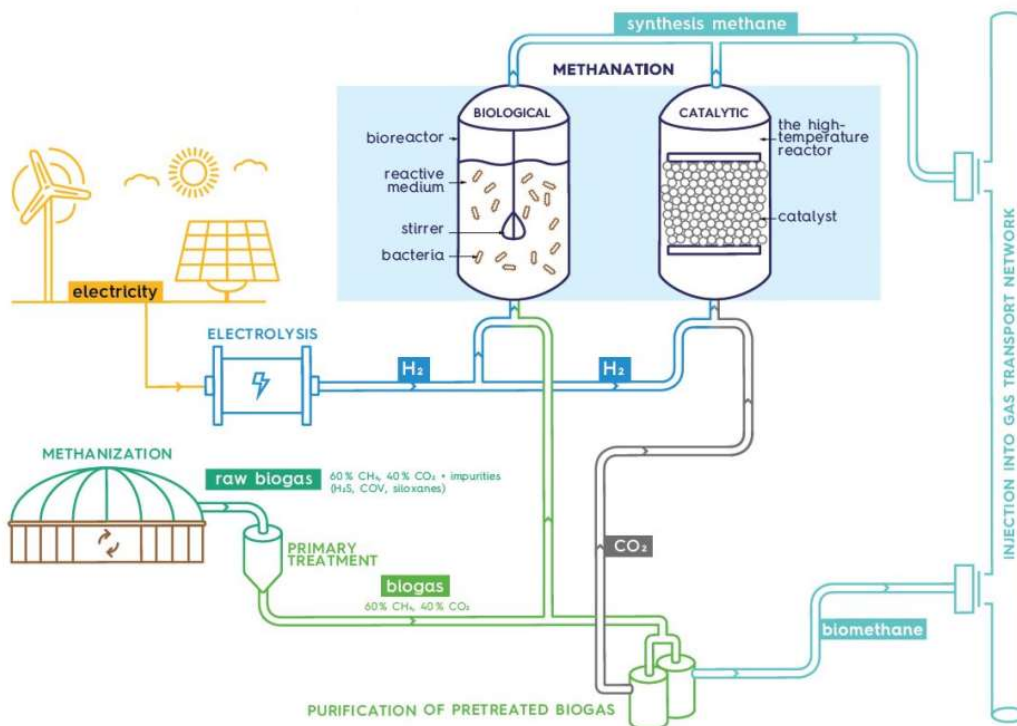 synthesis methane
METHANATION
BIOLOGICAL
CATALYTIC
bioreactor
the high-
temperature
reactor
reactive
medium
stirrer
catalyst
bacteria
electricity
ELECTROLYSIS
H₂
H₂
METHANIZATION
raw biogas
60% CH₄, 40% CO₂ + impurities
(H₂S, COV, siloxanes)
PRIMARY
TREATMENT
CO₂
biogas
60% CH₄, 40% CO₂
biomethane
PURIFICATION OF PRETREATED BIOGAS
INJECTION INTO GAS TRANSPORT NETWORK